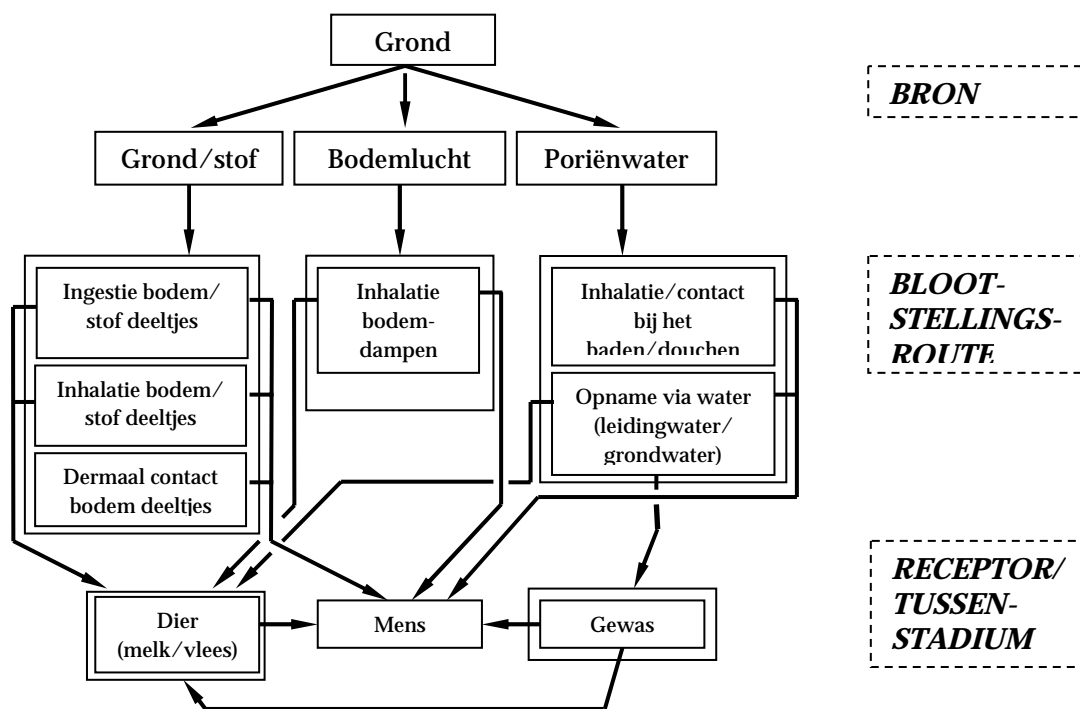 Grond
BRON
Grond/stof
Bodemlucht
Poriënwater
Ingestie bodem/
stof deeltjes
Inhalatie bodem/
stof deeltjes
Dermaal contact
bodem deeltjes
Inhalatie
bodem-
dampen
Inhalatie/contact
bij het
baden/douchen
Opname via water
(leidingwater/
grondwater)
BLOOT-
STELLINGS-
ROUTE
Dier
(melk/vlees)
Mens
Gewas
RECEPTOR/
TUSSEN-
STADIUM